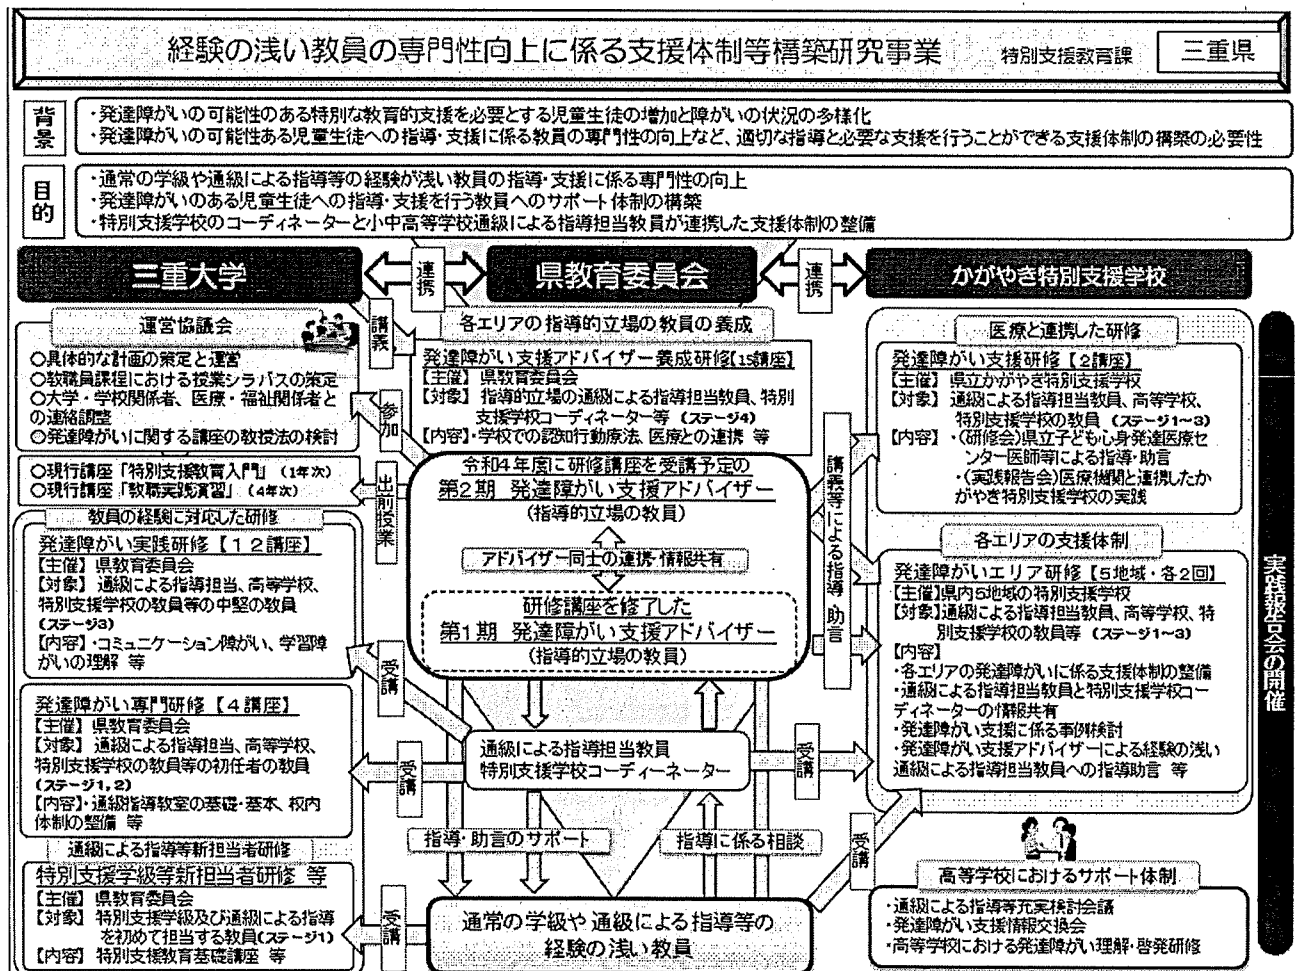 経験の浅い教員の専門性向上に係る支援体制等構築研究事業
特別支援教育課
三重県
背景
・発達障がいの可能性のある特別な教育的支援を必要とする児童生徒の増加と障がいの状況の多様化
・発達障がいの可能性ある児童生徒への指導・支援に係る教員の専門性の向上など、適切な指導と必要な支援を行うことができる支援体制の構築の必要性
目的
・通常の学級や通級による指導等の経験が浅い教員の指導・支援に係る専門性の向上
・発達障がいのある児童生徒への指導・支援を行う教員へのサポート体制の構築
・特別支援学校のコーディネーターと小中高等学校通級による指導担当教員が連携した支援体制の整備
三重大学
連携
県教育委員会
連携
かがやき特別支援学校
運営協議会
○具体的な計画の策定と運営
○教職員課程における授業シラバスの策定
○大学・学校関係者、医療・福祉関係者と
の連絡調整
○発達障がいに関する講座の教授法の検討
○現行講座「特別支援教育入門」(1年次)
○現行講座「教職実践演習」(4年次)
教員の経験に対応した研修
発達障がい実践研修【12講座】
【主催】県教育委員会
【対象】通級による指導担当、高等学校、
特別支援学校の教員等の中堅の教員
(ステージ3)
【内容】・コミュニケーション障がい、学習障
がいの理解 等
発達障がい専門研修【4講座】
【主催】県教育委員会
【対象】通級による指導担当、高等学校、
特別支援学校の教員等の初任者の教員
(ステージ1,2)
【内容】・通級指導教室の基礎・基本、校内
体制の整備 等
通級による指導等新担当者研修
特別支援学級等新担当者研修 等
【主催】県教育委員会
【対象】特別支援学級及び通級による指導
を初めて担当する教員(ステージ1)
【内容】特別支援教育基礎講座 等
講義
参加
出前授業
受講
受講
受講
各エリアの指導的立場の教員の養成
発達障がい支援アドバイザー養成研修【15講座】
【主催】県教育委員会
【対象】指導的立場の通級による指導担当教員、特別
支援学校コーディネーター等 (ステージ4)
【内容】・学校での認知行動療法、医療との連携 等
令和4年度に研修講座を受講予定の
第2期 発達障がい支援アドバイザー
(指導的立場の教員)
アドバイザー同士の連携・情報共有
研修講座を修了した
第1期 発達障がい支援アドバイザー
(指導的立場の教員)
通級による指導担当教員
特別支援学校コーディーネーター
指導・助言のサポート
指導に係る相談
通常の学級や通級による指導等の
経験の浅い教員
講義等による指導・助言
受講
受講
医療と連携した研修
発達障がい支援研修【2講座】
【主催】県立かがやき特別支援学校
【対象】通級による指導担当教員、高等学校、
特別支援学校の教員 (ステージ1~3)
【内容】・(研修会)県立子ども心身発達医療セ
ンター医師等による指導・助言
・(実践報告会)医療機関と連携したか
がやき特別支援学校の実践
各エリアの支援体制
発達障がいエリア研修【5地域・各2回】
【主催】県内5地域の特別支援学校
【対象】通級による指導担当教員、高等学校、特
別支援学校の教員等 (ステージ1~3)
【内容】
・各エリアの発達障がいに係る支援体制の整備
・通級による指導担当教員と特別支援学校コー
ディネーターの情報共有
・発達障がい支援に係る事例検討
・発達障がい支援アドバイザーによる経験の浅い
通級による指導担当教員への指導助言 等
高等学校におけるサポート体制
・通級による指導等充実検討会議
・発達障がい支援情報交換会
・高等学校における発達障がい理解・啓発研修
実践報告会の開催